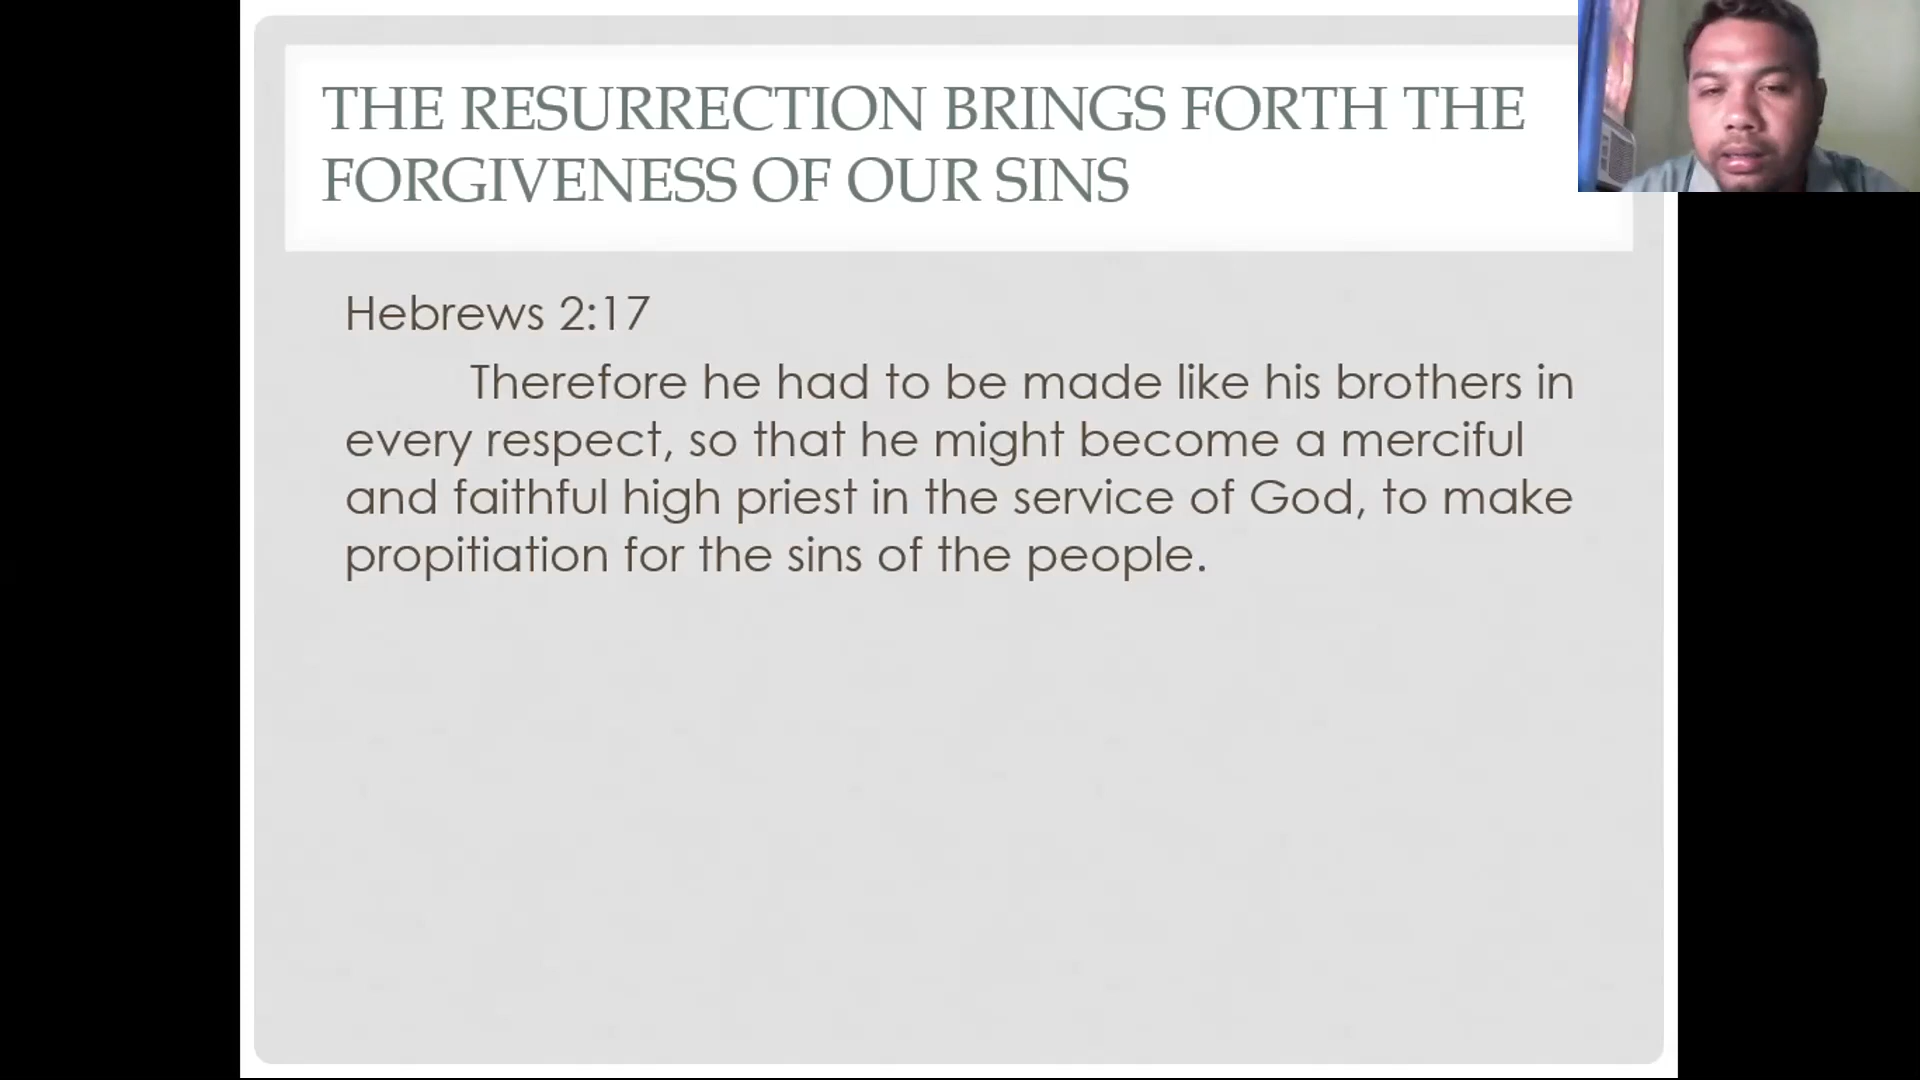 THE RESURRECTION BRINGS FORTH THE
FORGIVENESS OF OUR SINS
Hebrews 2:17
Therefore he had to be made like his brothers in
every respect, so that he might become a merciful
and faithful high priest in the service of God, to make
propitiation for the sins of the people.